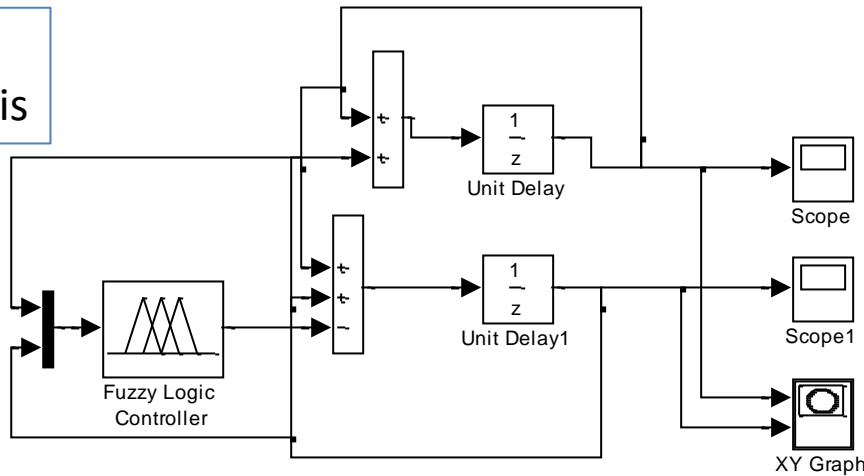 is
+
+
1
z
Unit Delay
Scope
+
+
-
1
z
Unit Delay1
Scope1
Fuzzy Logic
Controller
XY Graph